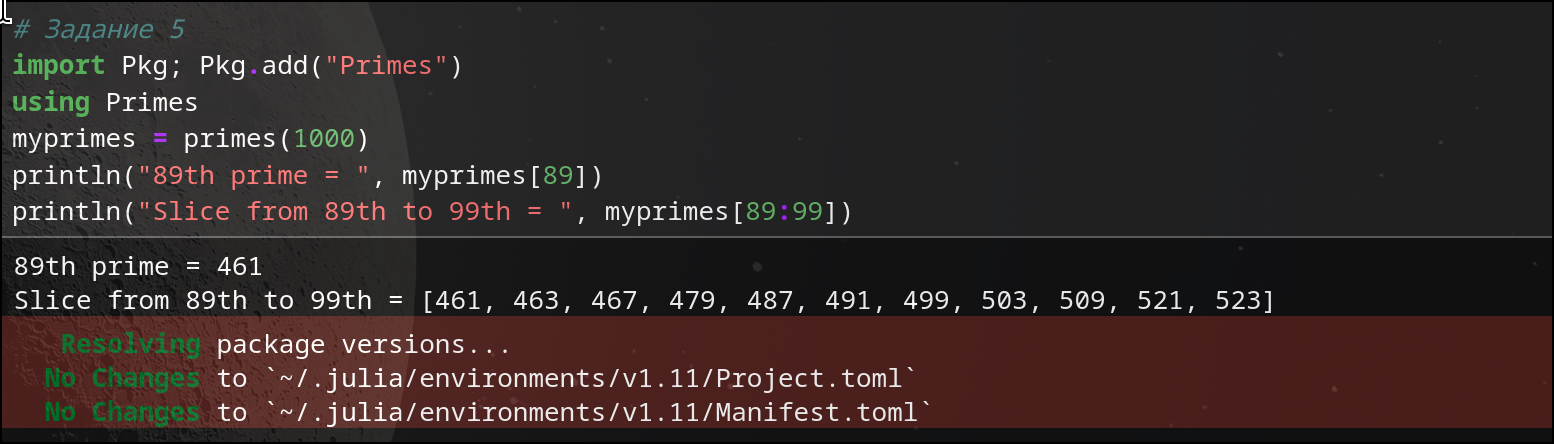 # Задание 5
import Pkg; Pkg.add("Primes")
using Primes
myprimes = primes(1000)
println("89th prime = ", myprimes[89])
println("Slice from 89th to 99th = ", myprimes[89:99])
89th prime = 461
Slice from 89th to 99th = [461, 463, 467, 479, 487, 491, 499, 503, 509, 521, 523]
Resolving package versions...
No Changes to `~/.julia/environments/v1.11/Project.toml`
No Changes to `~/.julia/environments/v1.11/Manifest.toml`